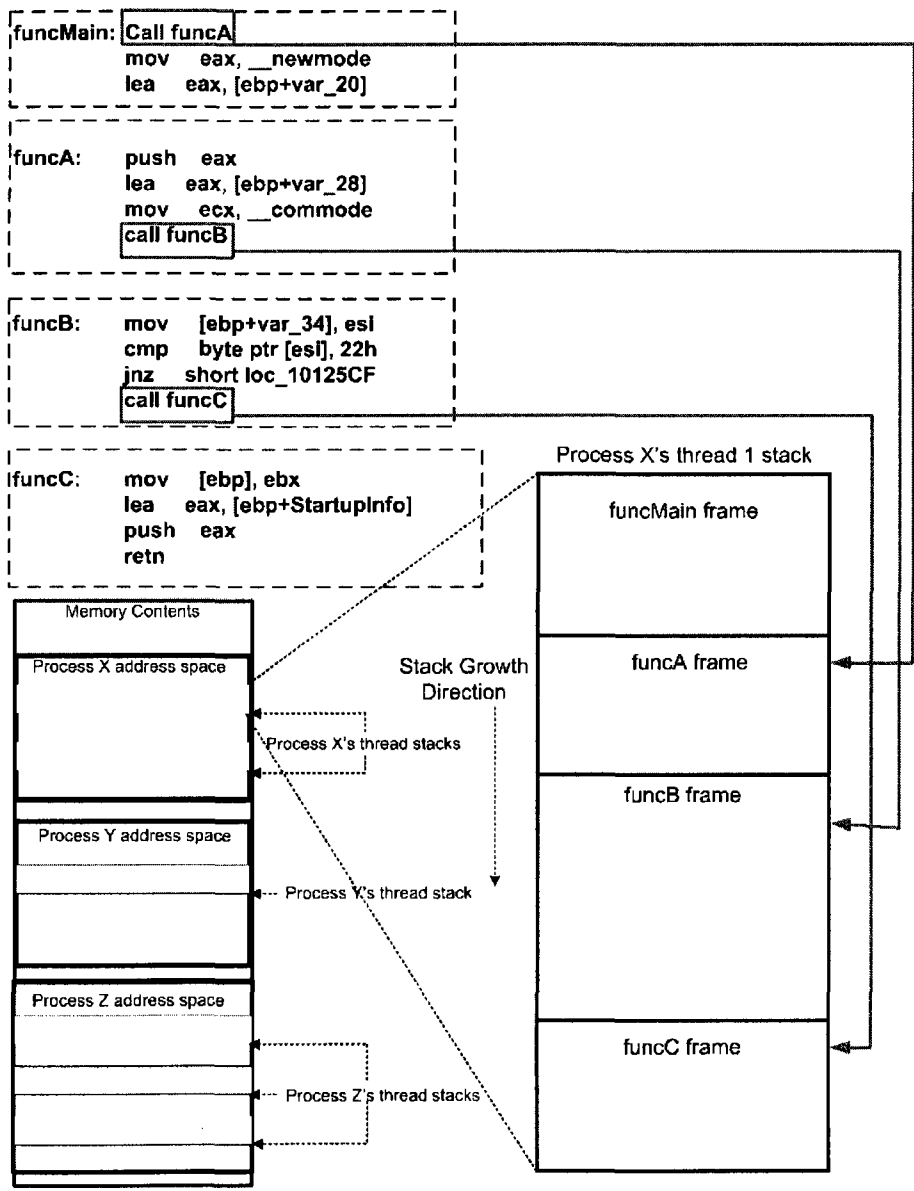 funcMain: Call funcA
mov eax, __newmode
lea eax, [ebp+var_20]
funcA: push eax
lea eax, [ebp+var_28]
mov ecx, __commode
call funcB
funcB: mov [ebp+var_34], esi
cmp byte ptr [esi], 22h
jnz short loc_10125CF
call funcC
funcC: mov [ebp], ebx
lea eax, [ebp+StartupInfo]
push eax
retn
Process X's thread 1 stack
funcMain frame
funcA frame
funcB frame
funcC frame
Stack Growth
Direction
Memory Contents
Process X address space
Process X's thread stacks
Process Y address space
Process Y's thread stack
Process Z address space
Process Z's thread stacks